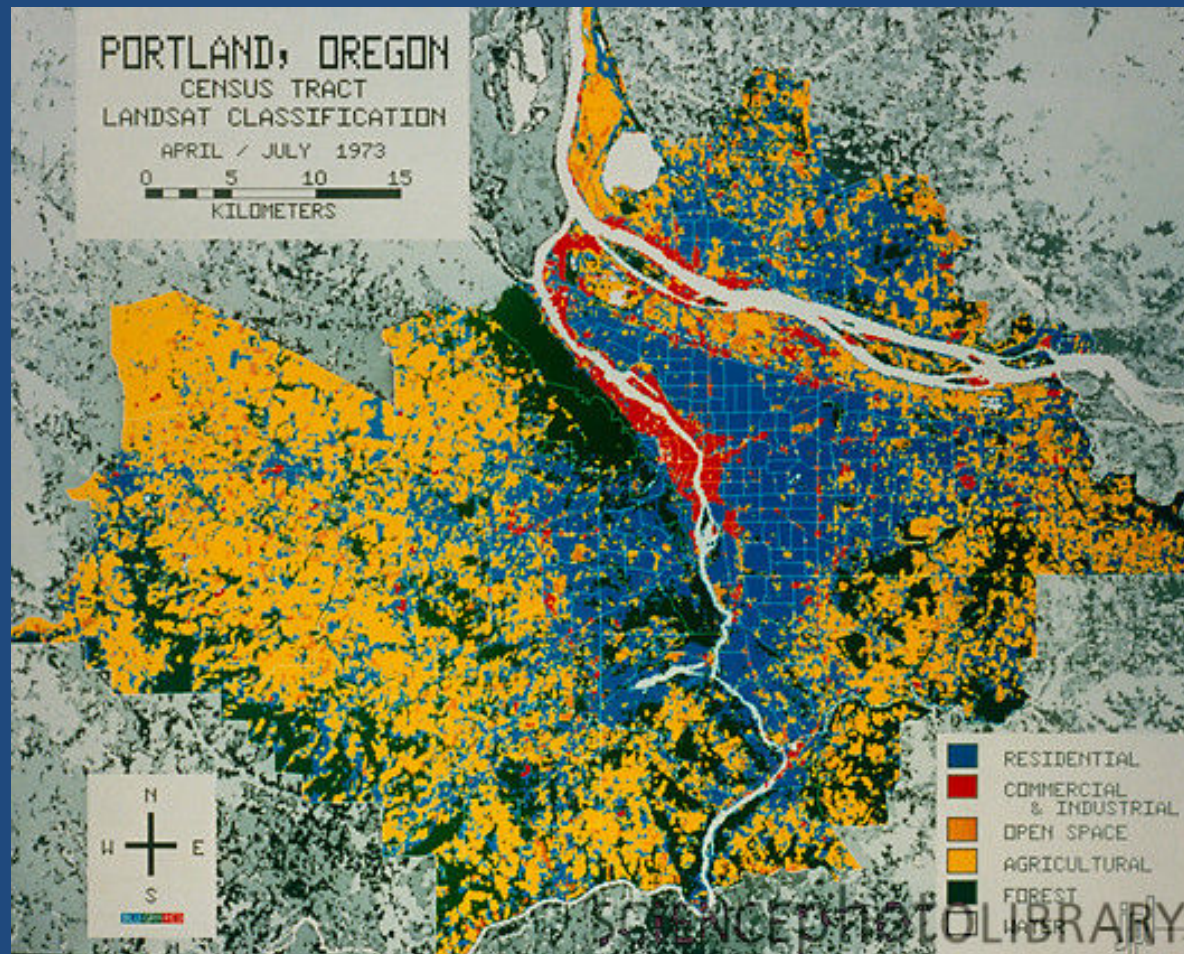 PORTLAND, OREGON
CENSUS TRACT
LANDSAT CLASSIFICATION
APRIL / JULY 1973
0 5 10 15
KILOMETERS
N
W E
S
RESIDENTIAL
COMMERCIAL
& INDUSTRIAL
OPEN SPACE
AGRICULTURAL
FOREST
WATER
SCIENCEPHOTOLIBRARY